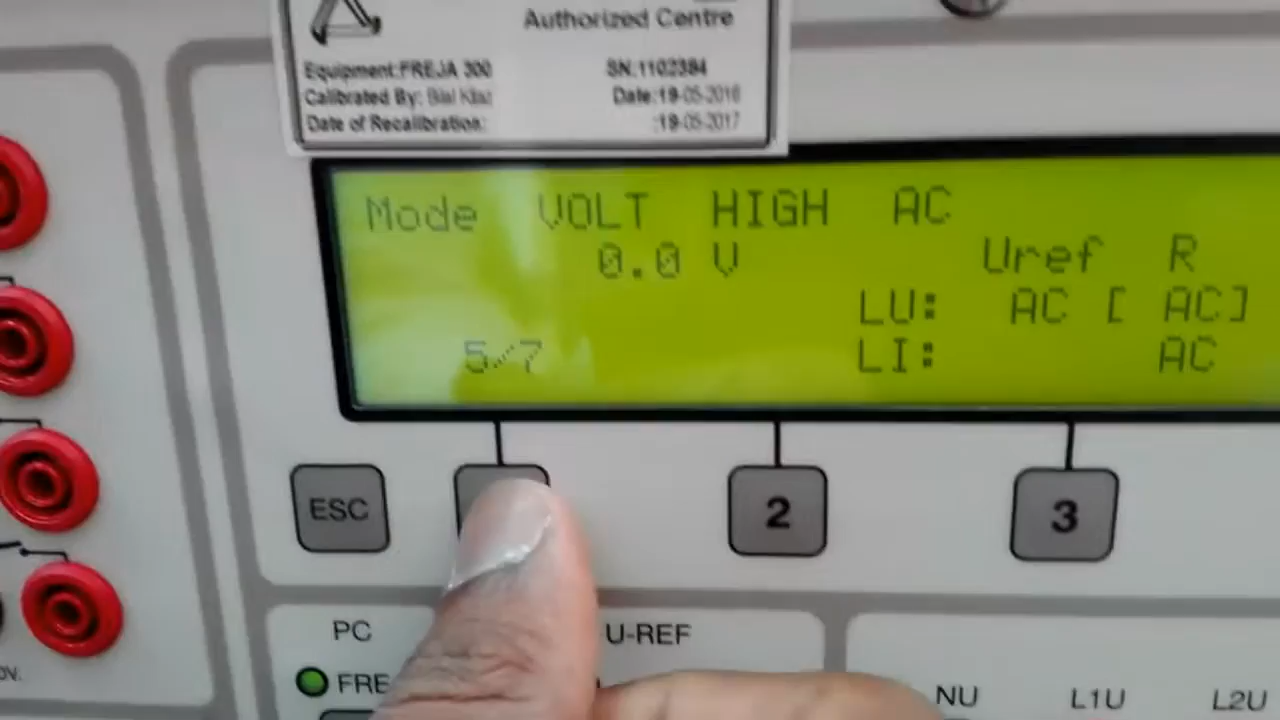 Authorized Centre
Equipment:FREJA 300 SN:1102384
Calibrated By: Date:19-05-2016
Date of Recalibration: :19-05-2017
Mode VOLT HIGH AC
0.0 V Uref R
LU: AC [ AC]
5/7 LI: AC
ESC 2 3
PC U-REF
FRE
NU L1U L2U